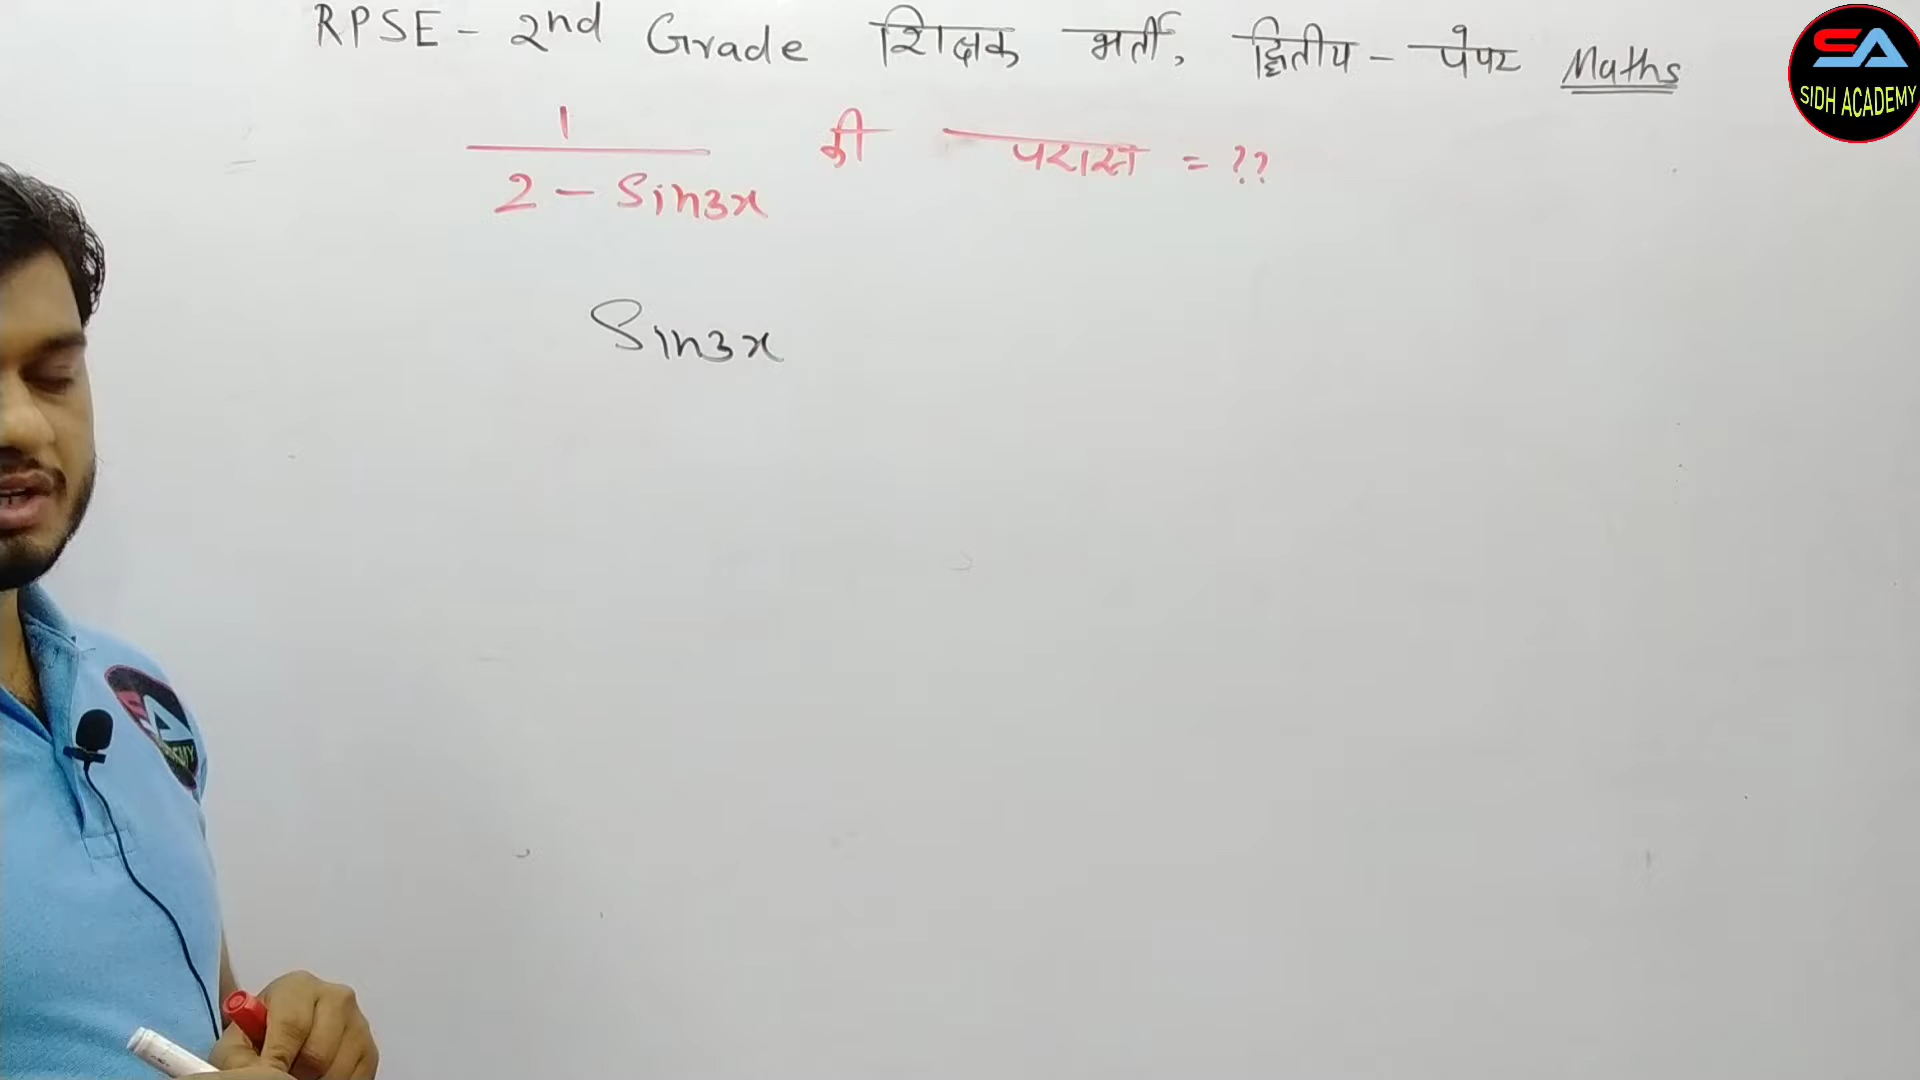 RPSE - 2nd Grade शिक्षक भर्ती, द्वितीय - पेपर Maths
SA
SIDH ACADEMY
1
2 - Sin3x
की परास = ??
Sin3x